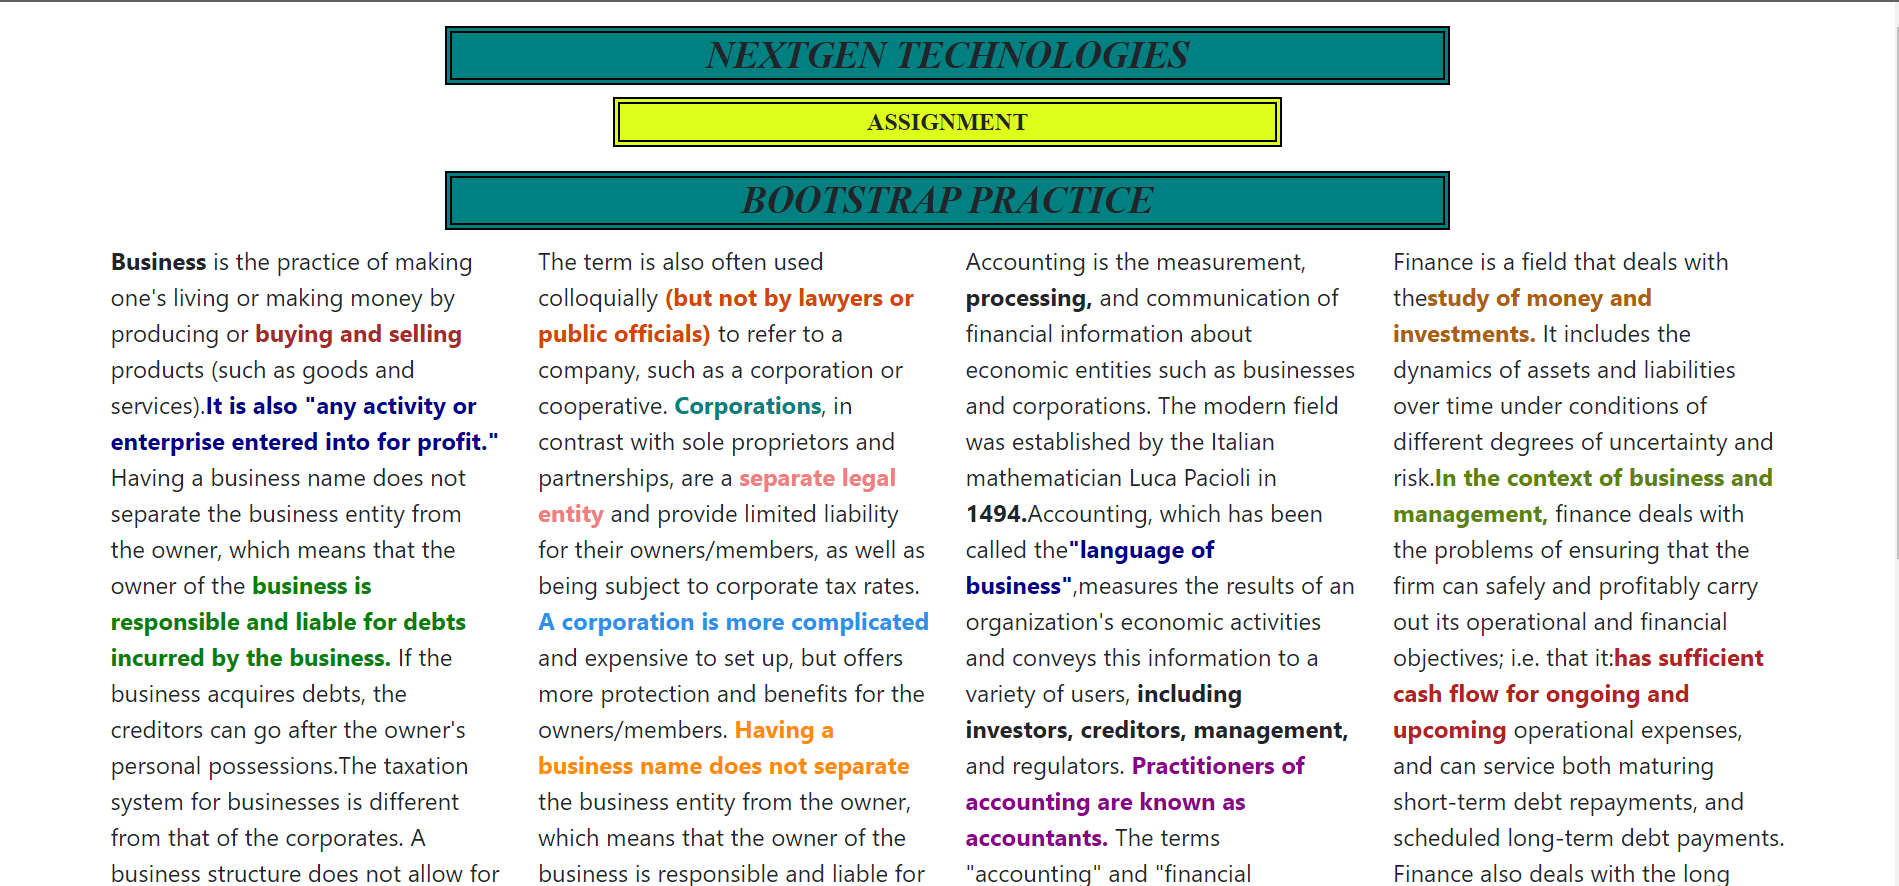 NEXTGEN TECHNOLOGIES
ASSIGNMENT
BOOTSTRAP PRACTICE
Business is the practice of making
one's living or making money by
producing or buying and selling
products (such as goods and
services).It is also "any activity or
enterprise entered into for profit."
Having a business name does not
separate the business entity from
the owner, which means that the
owner of the business is
responsible and liable for debts
incurred by the business. If the
business acquires debts, the
creditors can go after the owner's
personal possessions.The taxation
system for businesses is different
from that of the corporates. A
business structure does not allow for
The term is also often used
colloquially (but not by lawyers or
public officials) to refer to a
company, such as a corporation or
cooperative. Corporations, in
contrast with sole proprietors and
partnerships, are a separate legal
entity and provide limited liability
for their owners/members, as well as
being subject to corporate tax rates.
A corporation is more complicated
and expensive to set up, but offers
more protection and benefits for the
owners/members. Having a
business name does not separate
the business entity from the owner,
which means that the owner of the
business is responsible and liable for
Accounting is the measurement,
processing, and communication of
financial information about
economic entities such as businesses
and corporations. The modern field
was established by the Italian
mathematician Luca Pacioli in
1494.Accounting, which has been
called the"language of
business",measures the results of an
organization's economic activities
and conveys this information to a
variety of users, including
investors, creditors, management,
and regulators. Practitioners of
accounting are known as
accountants. The terms
"accounting" and "financial
Finance is a field that deals with
thestudy of money and
investments. It includes the
dynamics of assets and liabilities
over time under conditions of
different degrees of uncertainty and
risk.In the context of business and
management, finance deals with
the problems of ensuring that the
firm can safely and profitably carry
out its operational and financial
objectives; i.e. that it:has sufficient
cash flow for ongoing and
upcoming operational expenses,
and can service both maturing
short-term debt repayments, and
scheduled long-term debt payments.
Finance also deals with the long